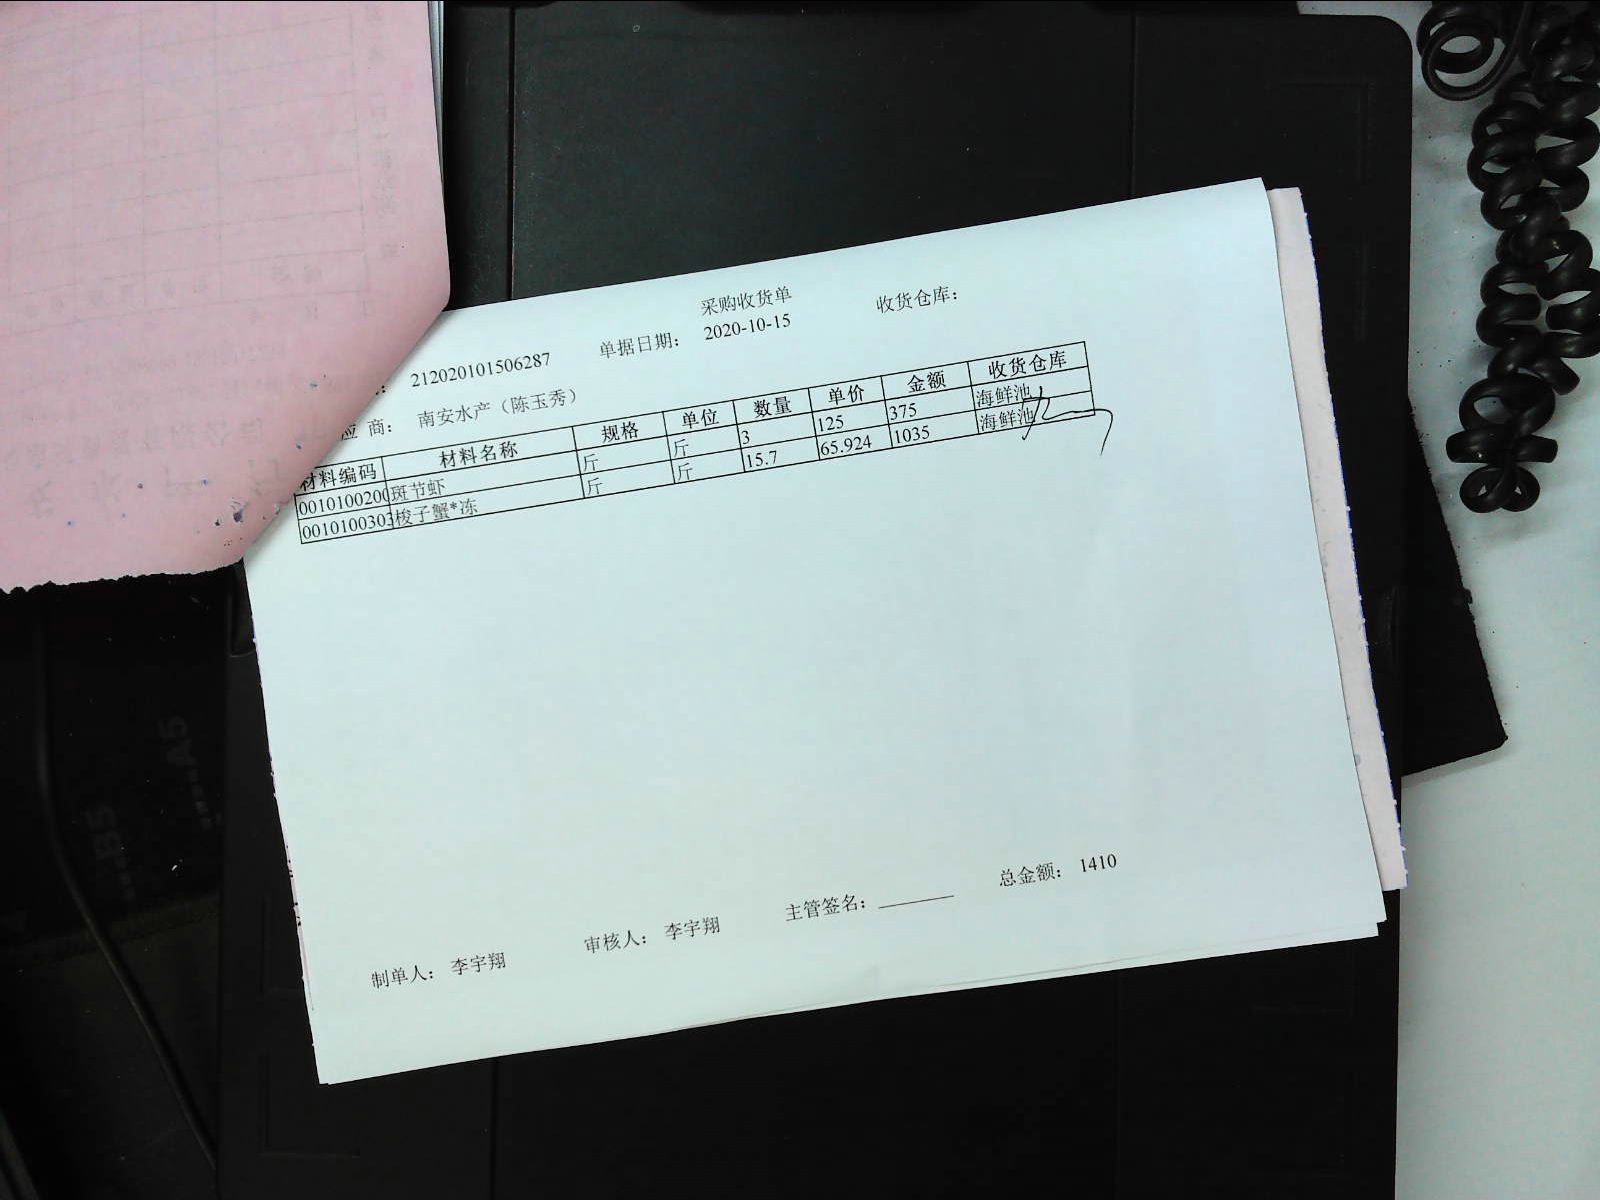 采购收货单
212020101506287 单据日期： 2020-10-15 收货仓库：
应 商： 南安水产（陈玉秀）
材料编码 材料名称 规格 单位 数量 单价 金额 收货仓库
0010100200 斑节虾 斤 斤 3 125 375 海鲜池
0010100303 梭子蟹*冻 斤 斤 15.7 65.924 1035 海鲜池
总金额： 1410
制单人： 李宇翔 审核人： 李宇翔 主管签名：
B5
A5